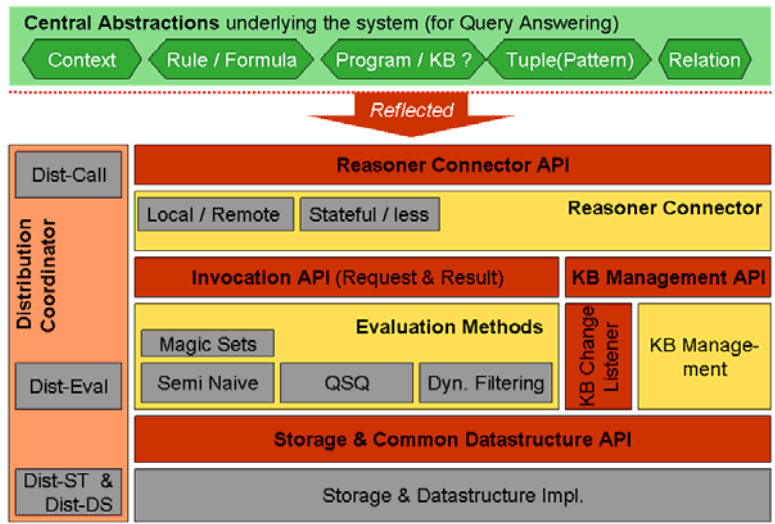 Central Abstractions underlying the system (for Query Answering)
Context
Rule / Formula
Program / KB ?
Tuple(Pattern)
Relation
Reflected
Distribution
Coordinator
Dist-Call
Reasoner Connector API
Local / Remote
Stateful / less
Reasoner Connector
Invocation API (Request & Result)
KB Management API
Evaluation Methods
Magic Sets
Semi Naive
QSQ
Dyn. Filtering
KB Change
Listener
KB Manage-
ment
Dist-Eval
Storage & Common Datastructure API
Dist-ST &
Dist-DS
Storage & Datastructure Impl.